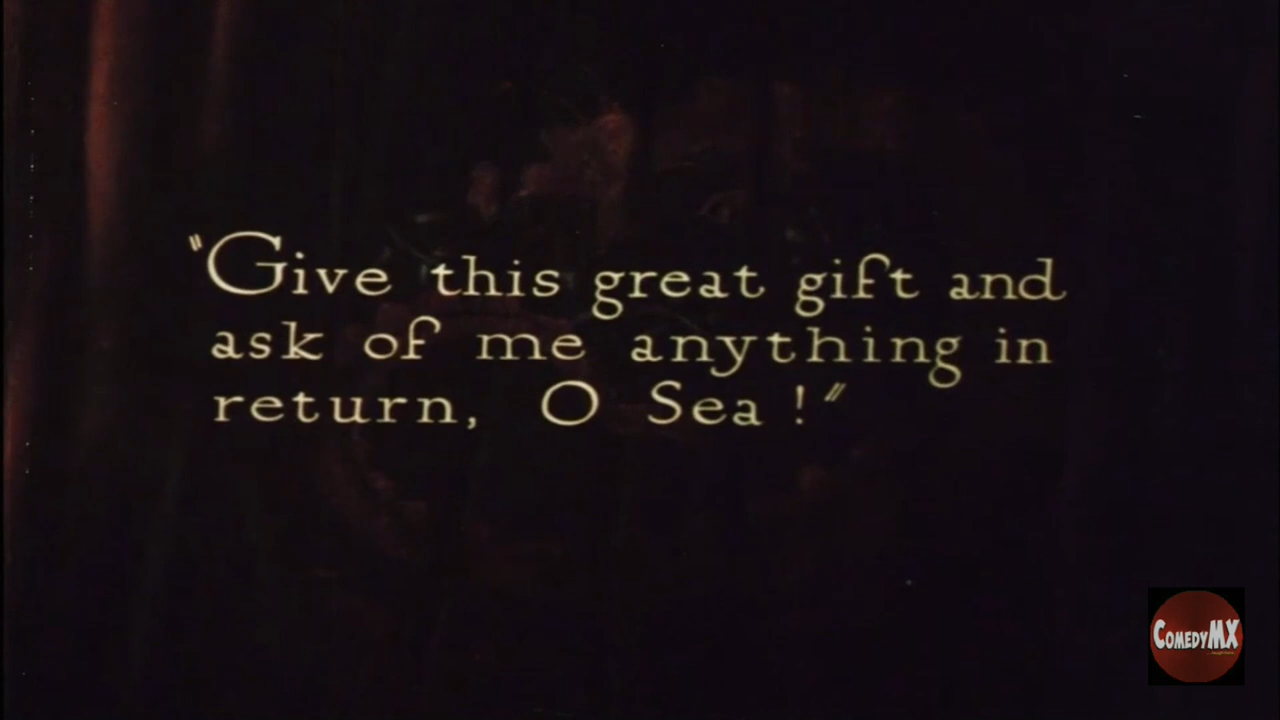 "Give this great gift and
ask of me anything in
return, O Sea!"
COMEDYMX